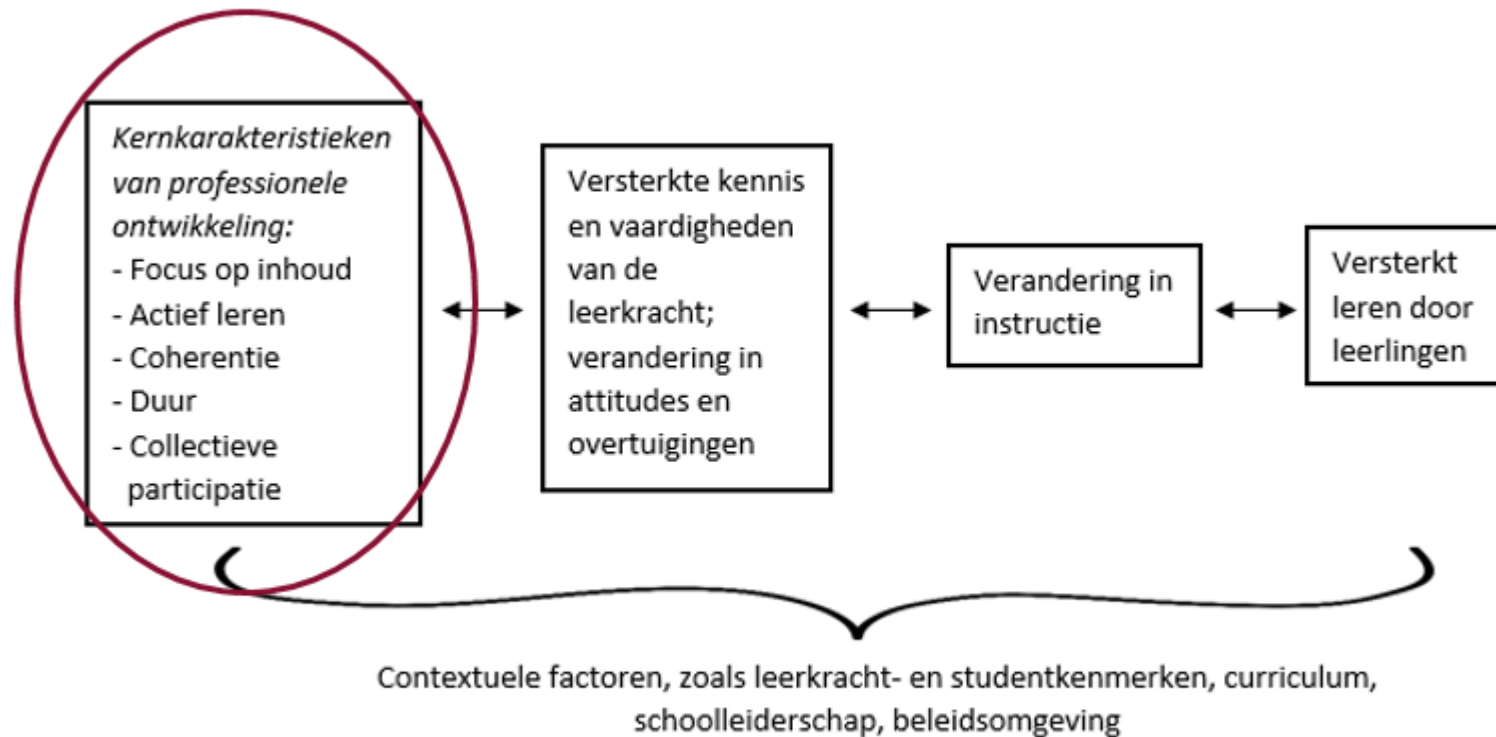 Kernkarakteristieken
van professionele
ontwikkeling:
- Focus op inhoud
- Actief leren
- Coherentie
- Duur
- Collectieve
participatie
Versterkte kennis
en vaardigheden
van de
leerkracht;
verandering in
attitudes en
overtuigingen
Verandering in
instructie
Versterkt
leren door
leerlingen
Contextuele factoren, zoals leerkracht- en studentkenmerken, curriculum,
schoolleiderschap, beleidsomgeving